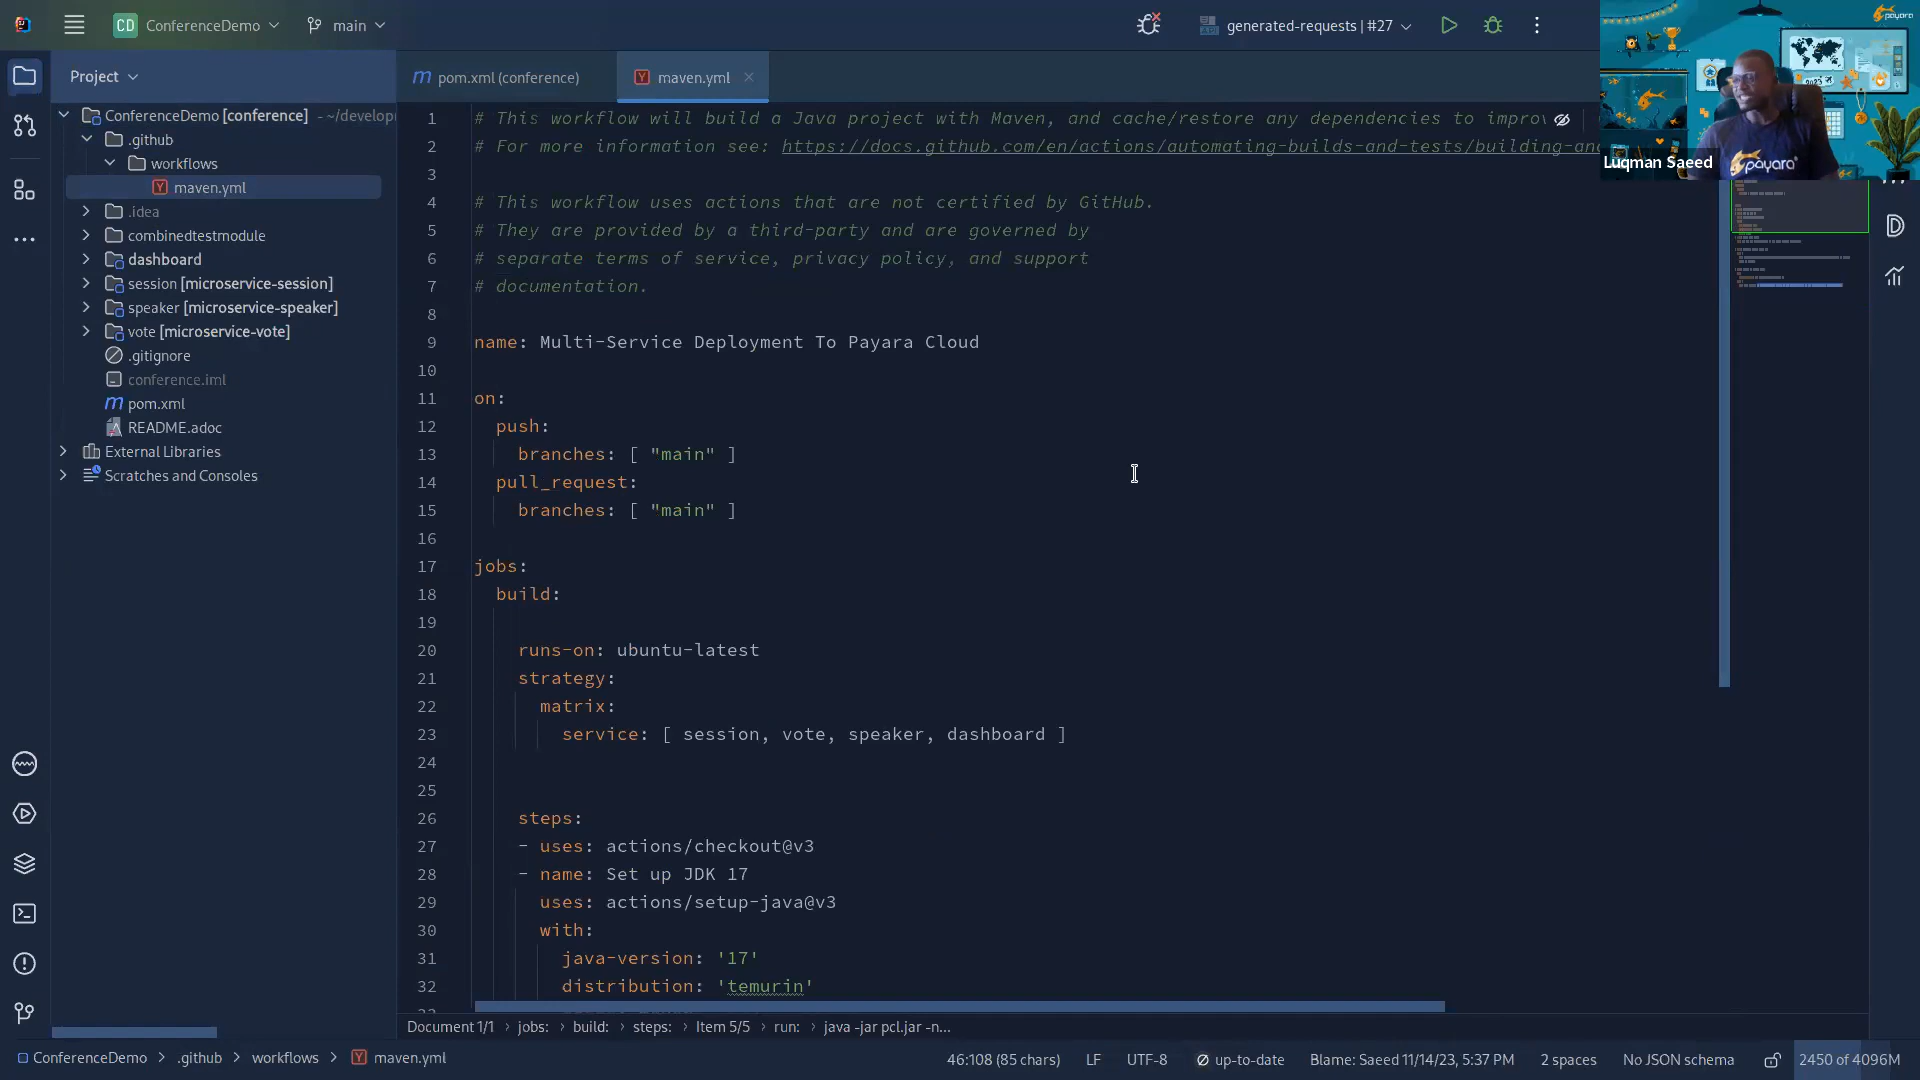 CD ConferenceDemo
main
generated-requests | #27
payara
Project
pom.xml (conference)
maven.yml
Luqman Saeed
payara
ConferenceDemo [conference] - ~/develop
.github
workflows
maven.yml
.idea
combinedtestmodule
dashboard
session [microservice-session]
speaker [microservice-speaker]
vote [microservice-vote]
.gitignore
conference.iml
pom.xml
README.adoc
External Libraries
Scratches and Consoles
1 # This workflow will build a Java project with Maven, and cache/restore any dependencies to improv
2 # For more information see: https://docs.github.com/en/actions/automating-builds-and-tests/building-an
3
4 # This workflow uses actions that are not certified by GitHub.
5 # They are provided by a third-party and are governed by
6 # separate terms of service, privacy policy, and support
7 # documentation.
8
9 name: Multi-Service Deployment To Payara Cloud
10
11 on:
12 push:
13 branches: [ "main" ]
14 pull_request:
15 branches: [ "main" ]
16
17 jobs:
18 build:
19
20 runs-on: ubuntu-latest
21 strategy:
22 matrix:
23 service: [ session, vote, speaker, dashboard ]
24
25
26 steps:
27 - uses: actions/checkout@v3
28 - name: Set up JDK 17
29 uses: actions/setup-java@v3
30 with:
31 java-version: '17'
32 distribution: 'temurin'
Document 1/1 › jobs: › build: › steps: › Item 5/5 › run: › java -jar pcl.jar -n...
ConferenceDemo > .github > workflows > maven.yml
46:108 (85 chars) LF UTF-8 up-to-date Blame: Saeed 11/14/23, 5:37 PM 2 spaces No JSON schema 2450 of 4096M